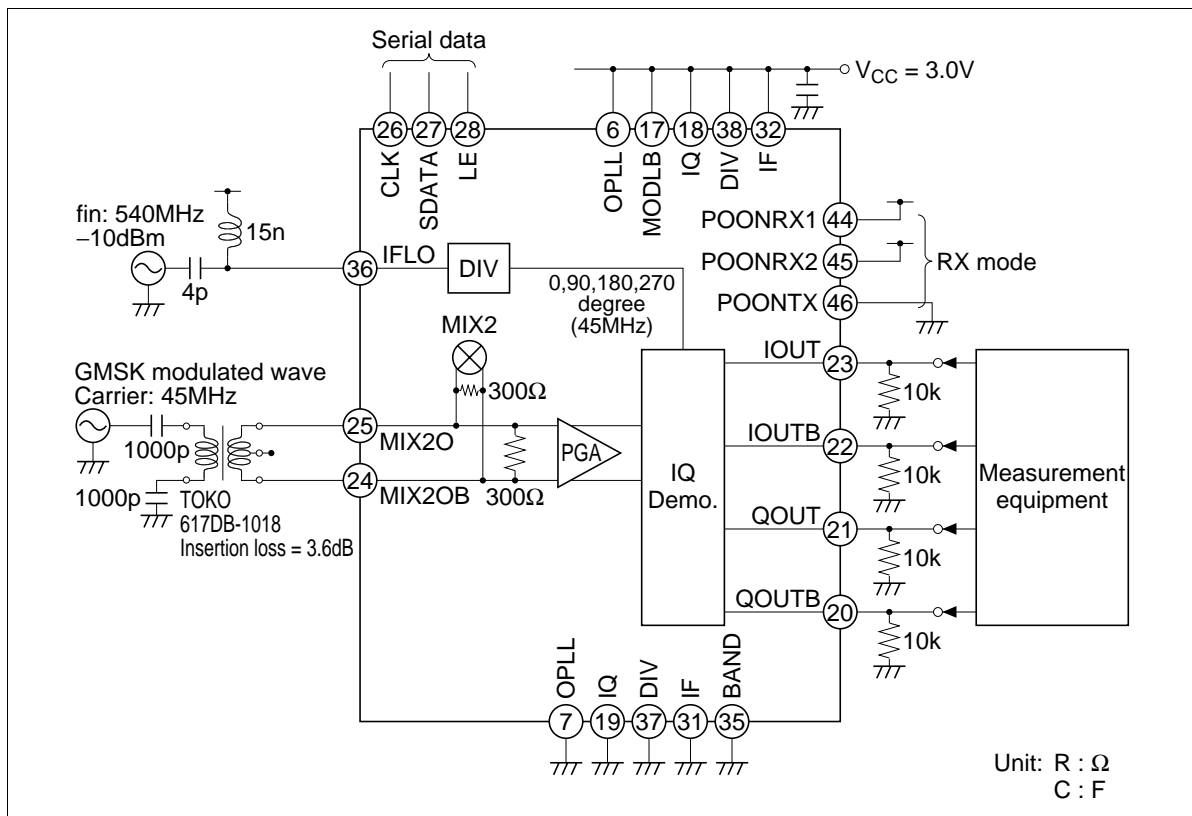 Serial data
VCC = 3.0V
26 27 28 6 17 18 38 32
CLK SDATA LE OPLL MODLB IQ DIV IF
fin: 540MHz
–10dBm
15n
4p
36
IFLO
DIV
0,90,180,270
degree
(45MHz)
POONRX1
44
POONRX2
45
POONTX
46
RX mode
MIX2
300Ω
GMSK modulated wave
Carrier: 45MHz
1000p
1000p
TOKO
617DB-1018
Insertion loss = 3.6dB
25
MIX2O
24
MIX2OB
300Ω
PGA
IQ
Demo.
IOUT
23
10k
IOUTB
22
10k
QOUT
21
10k
QOUTB
20
10k
Measurement
equipment
OPLL IQ DIV IF BAND
7 19 37 31 35
Unit: R : Ω
C : F